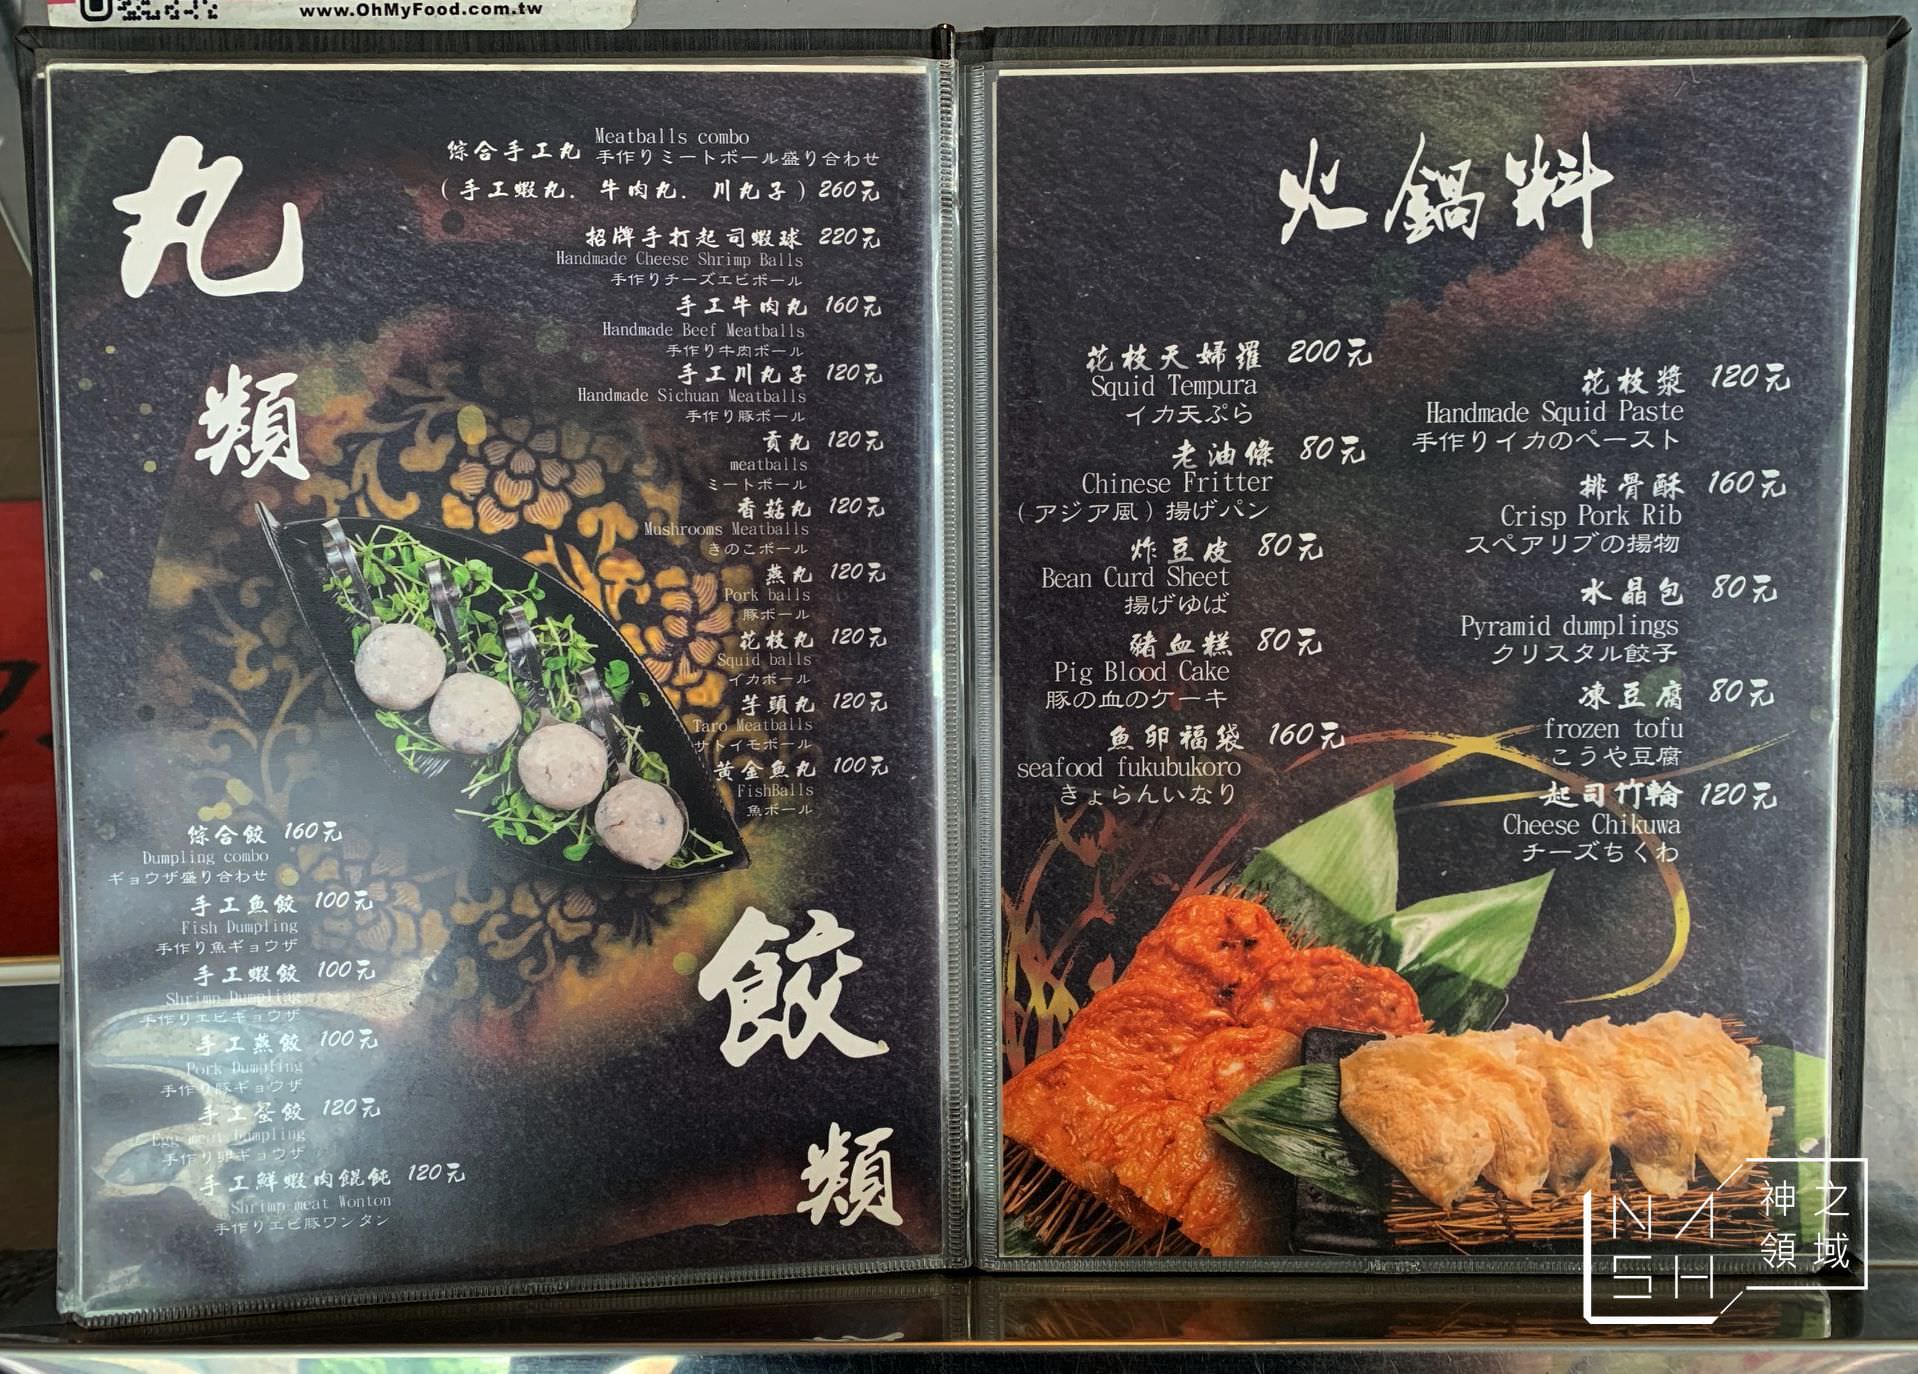 www.OhMyFood.com.tw
丸類
綜合手工丸 Meatballs combo
手作りミートボール盛り合わせ
(手工蝦丸. 牛肉丸. 川丸子) 260元
招牌手打起司蝦球 220元
Handmade Cheese Shrimp Balls
手作りチーズエビボール
手工牛肉丸 160元
Handmade Beef Meatballs
手作り牛肉ボール
手工川丸子 120元
Handmade Sichuan Meatballs
手作り豚ボール
貢丸 120元
meatballs
ミートボール
香菇丸 120元
Mushrooms Meatballs
きのこボール
燕丸 120元
Pork balls
豚ボール
花枝丸 120元
Squid balls
イカボール
芋頭丸 120元
Taro Meatballs
サトイモボール
黃金魚丸 100元
FishBalls
魚ボール
餃類
綜合餃 160元
Dumpling combo
ギョウザ盛り合わせ
手工魚餃 100元
Fish Dumpling
手作り魚ギョウザ
手工蝦餃 100元
Shrimp Dumpling
手作りエビギョウザ
手工燕餃 100元
Pork Dumpling
手作り豚ギョウザ
手工蛋餃 120元
Egg meat Dumpling
手作り卵ギョウザ
手工鮮蝦肉餛飩 120元
Shrimp meat Wonton
手作りエビ豚ワンタン
火鍋料
花枝天婦羅 200元
Squid Tempura
イカ天ぷら
老油條 80元
Chinese Fritter
(アジア風)揚げパン
炸豆皮 80元
Bean Curd Sheet
揚げゆば
豬血糕 80元
Pig Blood Cake
豚の血のケーキ
魚卵福袋 160元
seafood fukubukoro
きょらんいなり
花枝漿 120元
Handmade Squid Paste
手作りイカのペースト
排骨酥 160元
Crisp Pork Rib
スペアリブの揚物
水晶包 80元
Pyramid dumplings
クリスタル餃子
凍豆腐 80元
frozen tofu
こうや豆腐
起司竹輪 120元
Cheese Chikuwa
チーズちくわ
NASH
神之領域